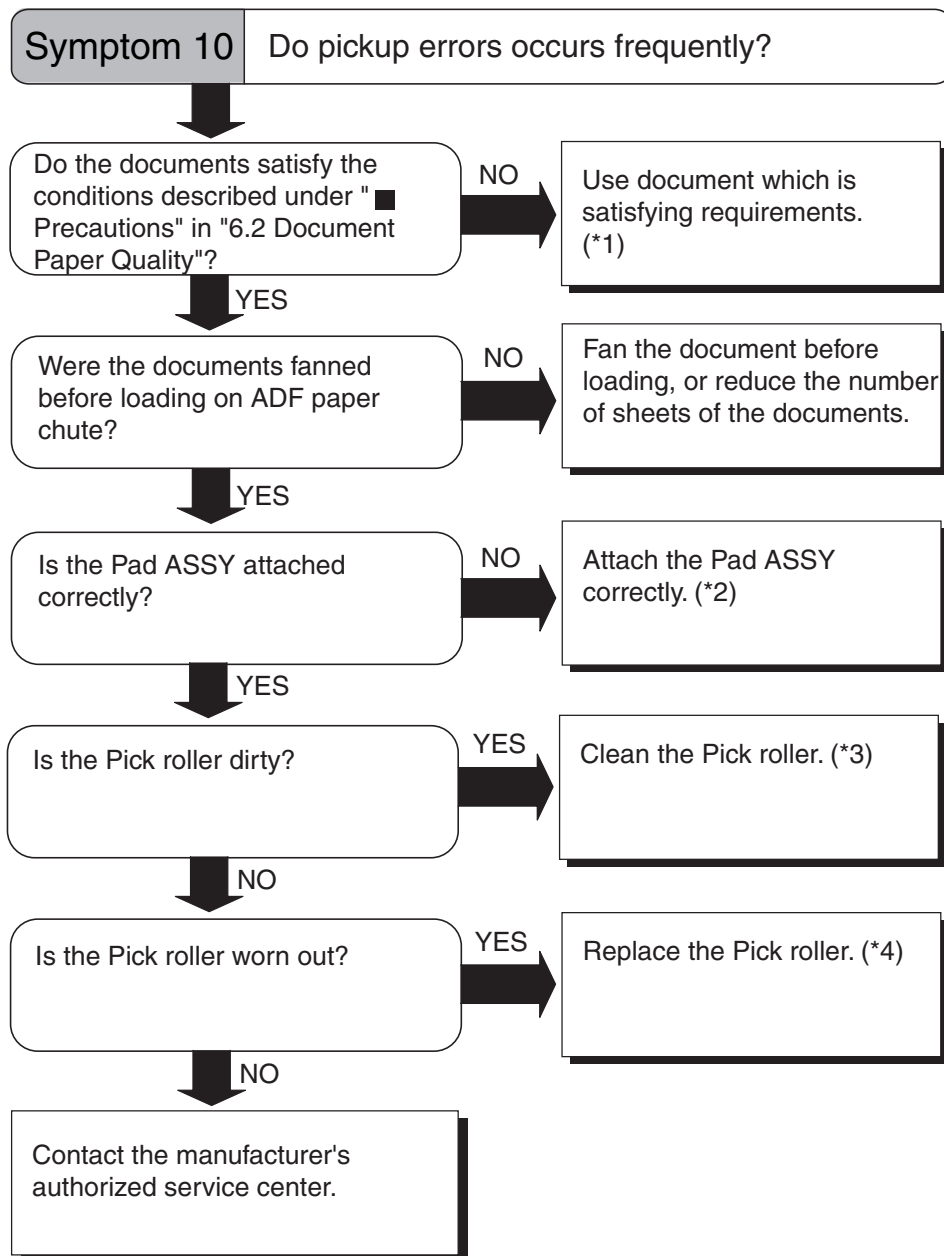 Symptom 10
Do pickup errors occurs frequently?
Do the documents satisfy the
conditions described under " ■
Precautions" in "6.2 Document
Paper Quality"?
NO
Use document which is
satisfying requirements.
(*1)
YES
Were the documents fanned
before loading on ADF paper
chute?
NO
Fan the document before
loading, or reduce the number
of sheets of the documents.
YES
Is the Pad ASSY attached
correctly?
NO
Attach the Pad ASSY
correctly. (*2)
YES
Is the Pick roller dirty?
YES
Clean the Pick roller. (*3)
NO
Is the Pick roller worn out?
YES
Replace the Pick roller. (*4)
NO
Contact the manufacturer's
authorized service center.